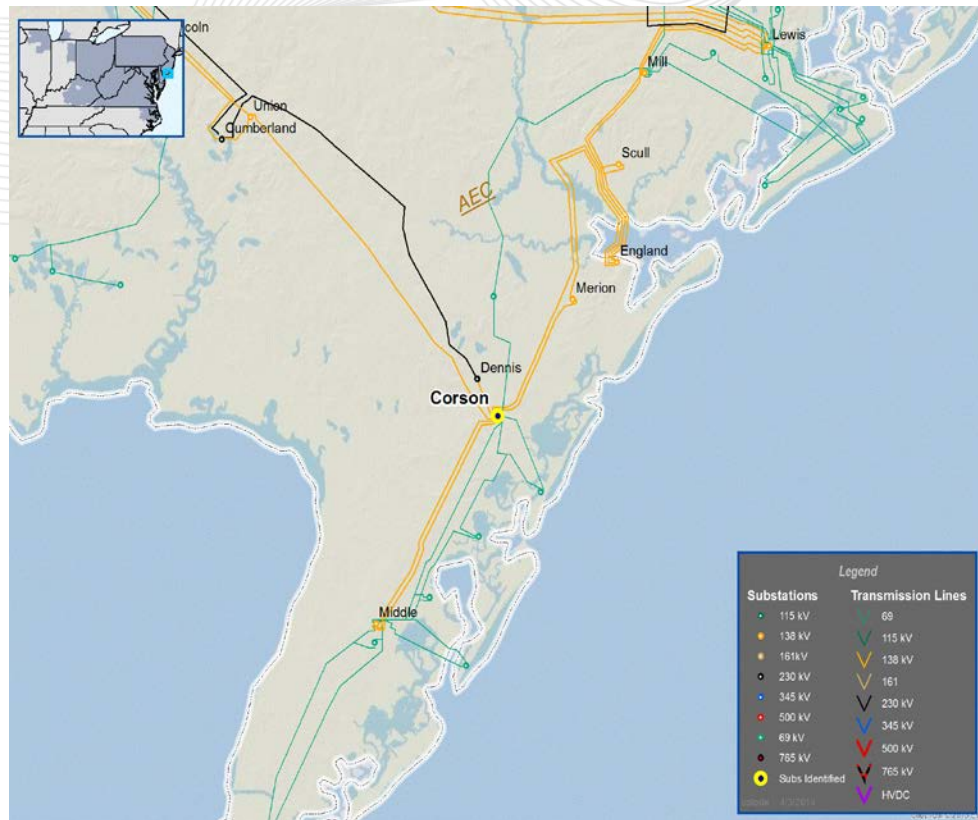 coln
Lewis
Mill
Union
Cumberland
Scull
AEC
England
Merion
Dennis
Corson
Middle
Legend
Substations Transmission Lines
115 kV 69
138 kV 115 kV
161kV 138 kV
230 kV 161
345 kV 230 kV
500 kV 345 kV
69 kV 500 kV
765 kV 765 kV
Subs Identified HVDC